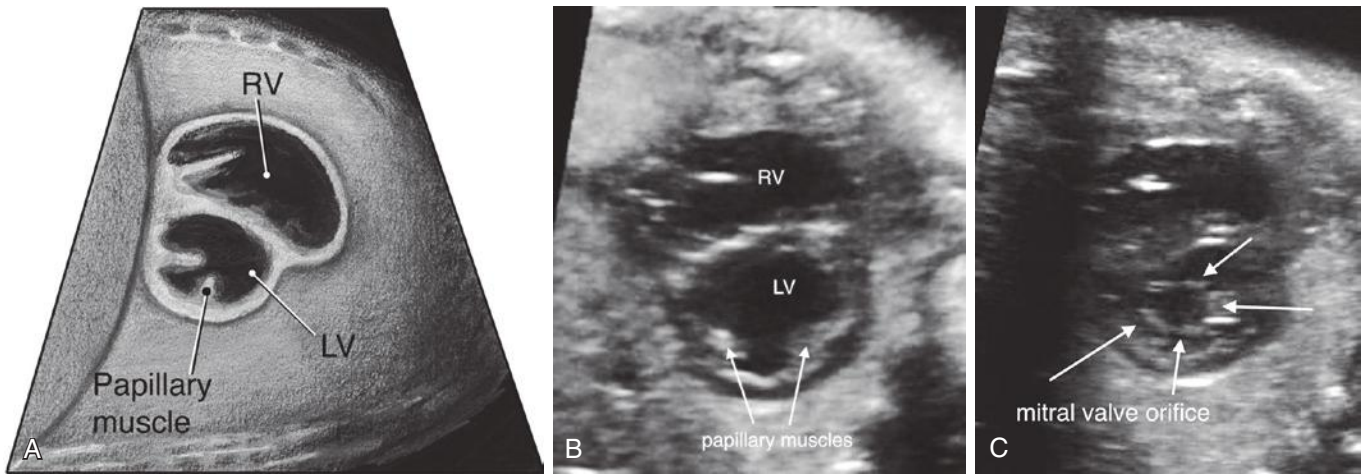 RV
LV
Papillary
muscle
A
RV
LV
papillary muscles
B
mitral valve orifice
C